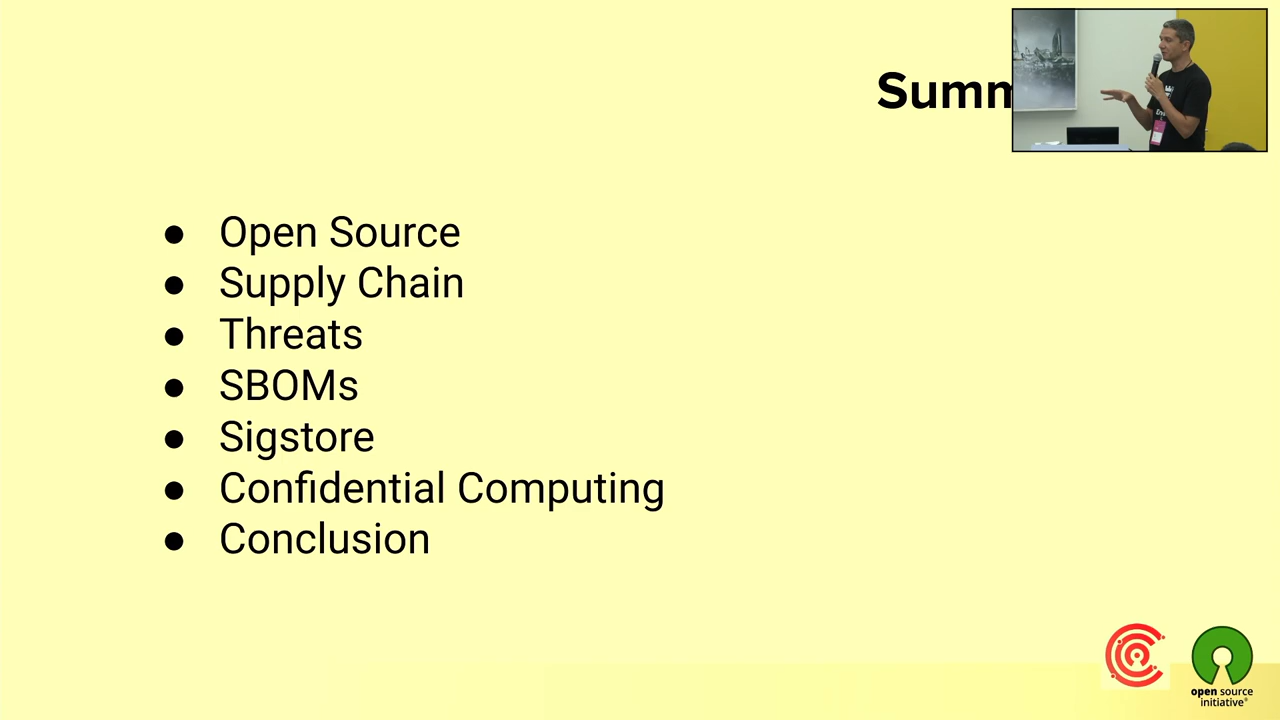 Summ
Open Source
Supply Chain
Threats
SBOMs
Sigstore
Confidential Computing
Conclusion
open source
initiative®